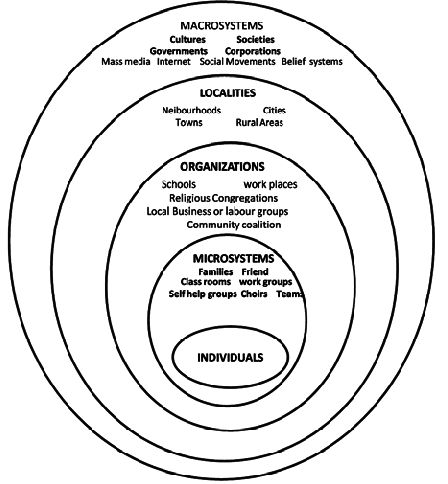 MACROSYSTEMS
Cultures Societies
Governments Corporations
Mass media Internet Social Movements Belief systems
LOCALITIES
Neibourhoods Cities
Towns Rural Areas
ORGANIZATIONS
Schools work places
Religious Congregations
Local Business or labour groups
Community coalition
MICROSYSTEMS
Families Friend
Class rooms work groups
Self help groups Choirs Team
INDIVIDUALS